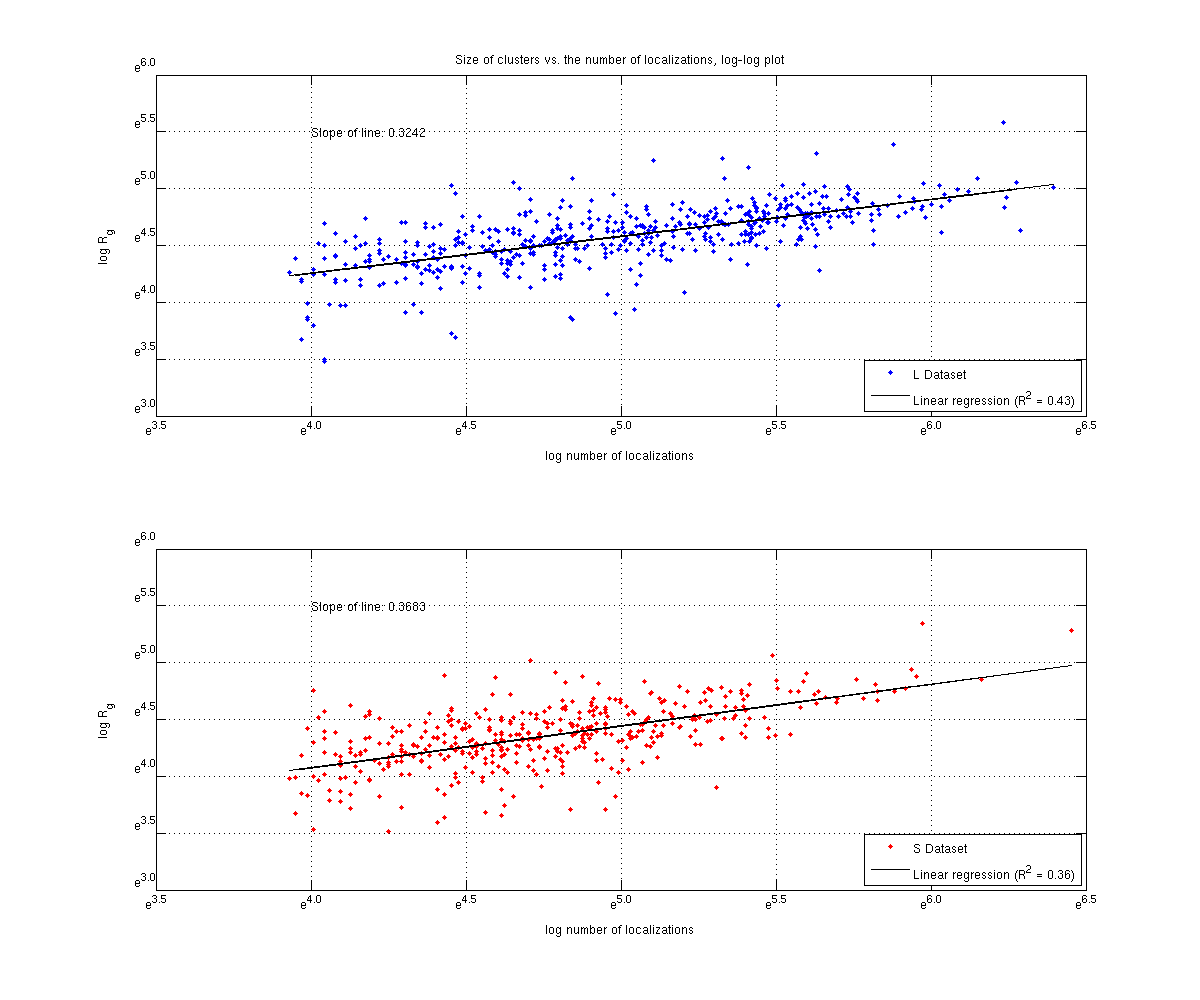 Size of clusters vs. the number of localizations, log-log plot
e^6.0
e^5.5
Slope of line: 0.3242
e^5.0
log R_g
e^4.5
e^4.0
e^3.5
L Dataset
Linear regression (R^2 = 0.43)
e^3.0
e^3.5 e^4.0 e^4.5 e^5.0 e^5.5 e^6.0 e^6.5
log number of localizations
e^6.0
e^5.5
Slope of line: 0.3683
e^5.0
log R_g
e^4.5
e^4.0
e^3.5
S Dataset
Linear regression (R^2 = 0.36)
e^3.0
e^3.5 e^4.0 e^4.5 e^5.0 e^5.5 e^6.0 e^6.5
log number of localizations